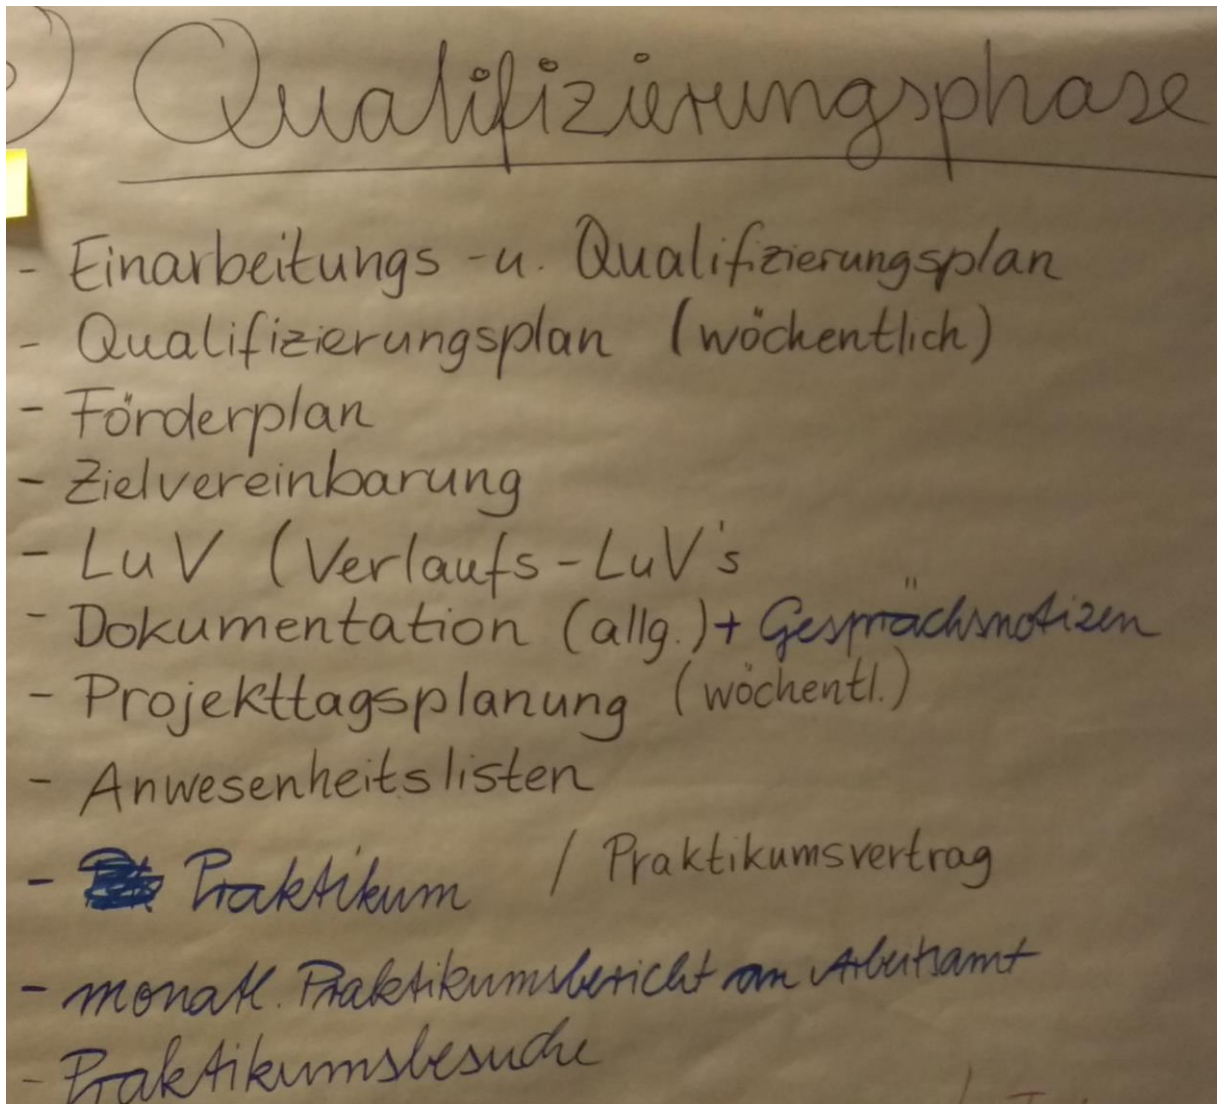 Qualifizierungsphase
- Einarbeitungs -u. Qualifizierungsplan
- Qualifizierungsplan (wöchentlich)
- Förderplan
- Zielvereinbarung
- LuV (Verlaufs-LuV's
- Dokumentation (allg.) + Gesprächsnotizen
- Projekttagsplanung (wöchentl.)
- Anwesenheitslisten
- Praktikum / Praktikumsvertrag
- monatl. Praktikumsbericht an Arbeitsamt
- Praktikumsbesuche